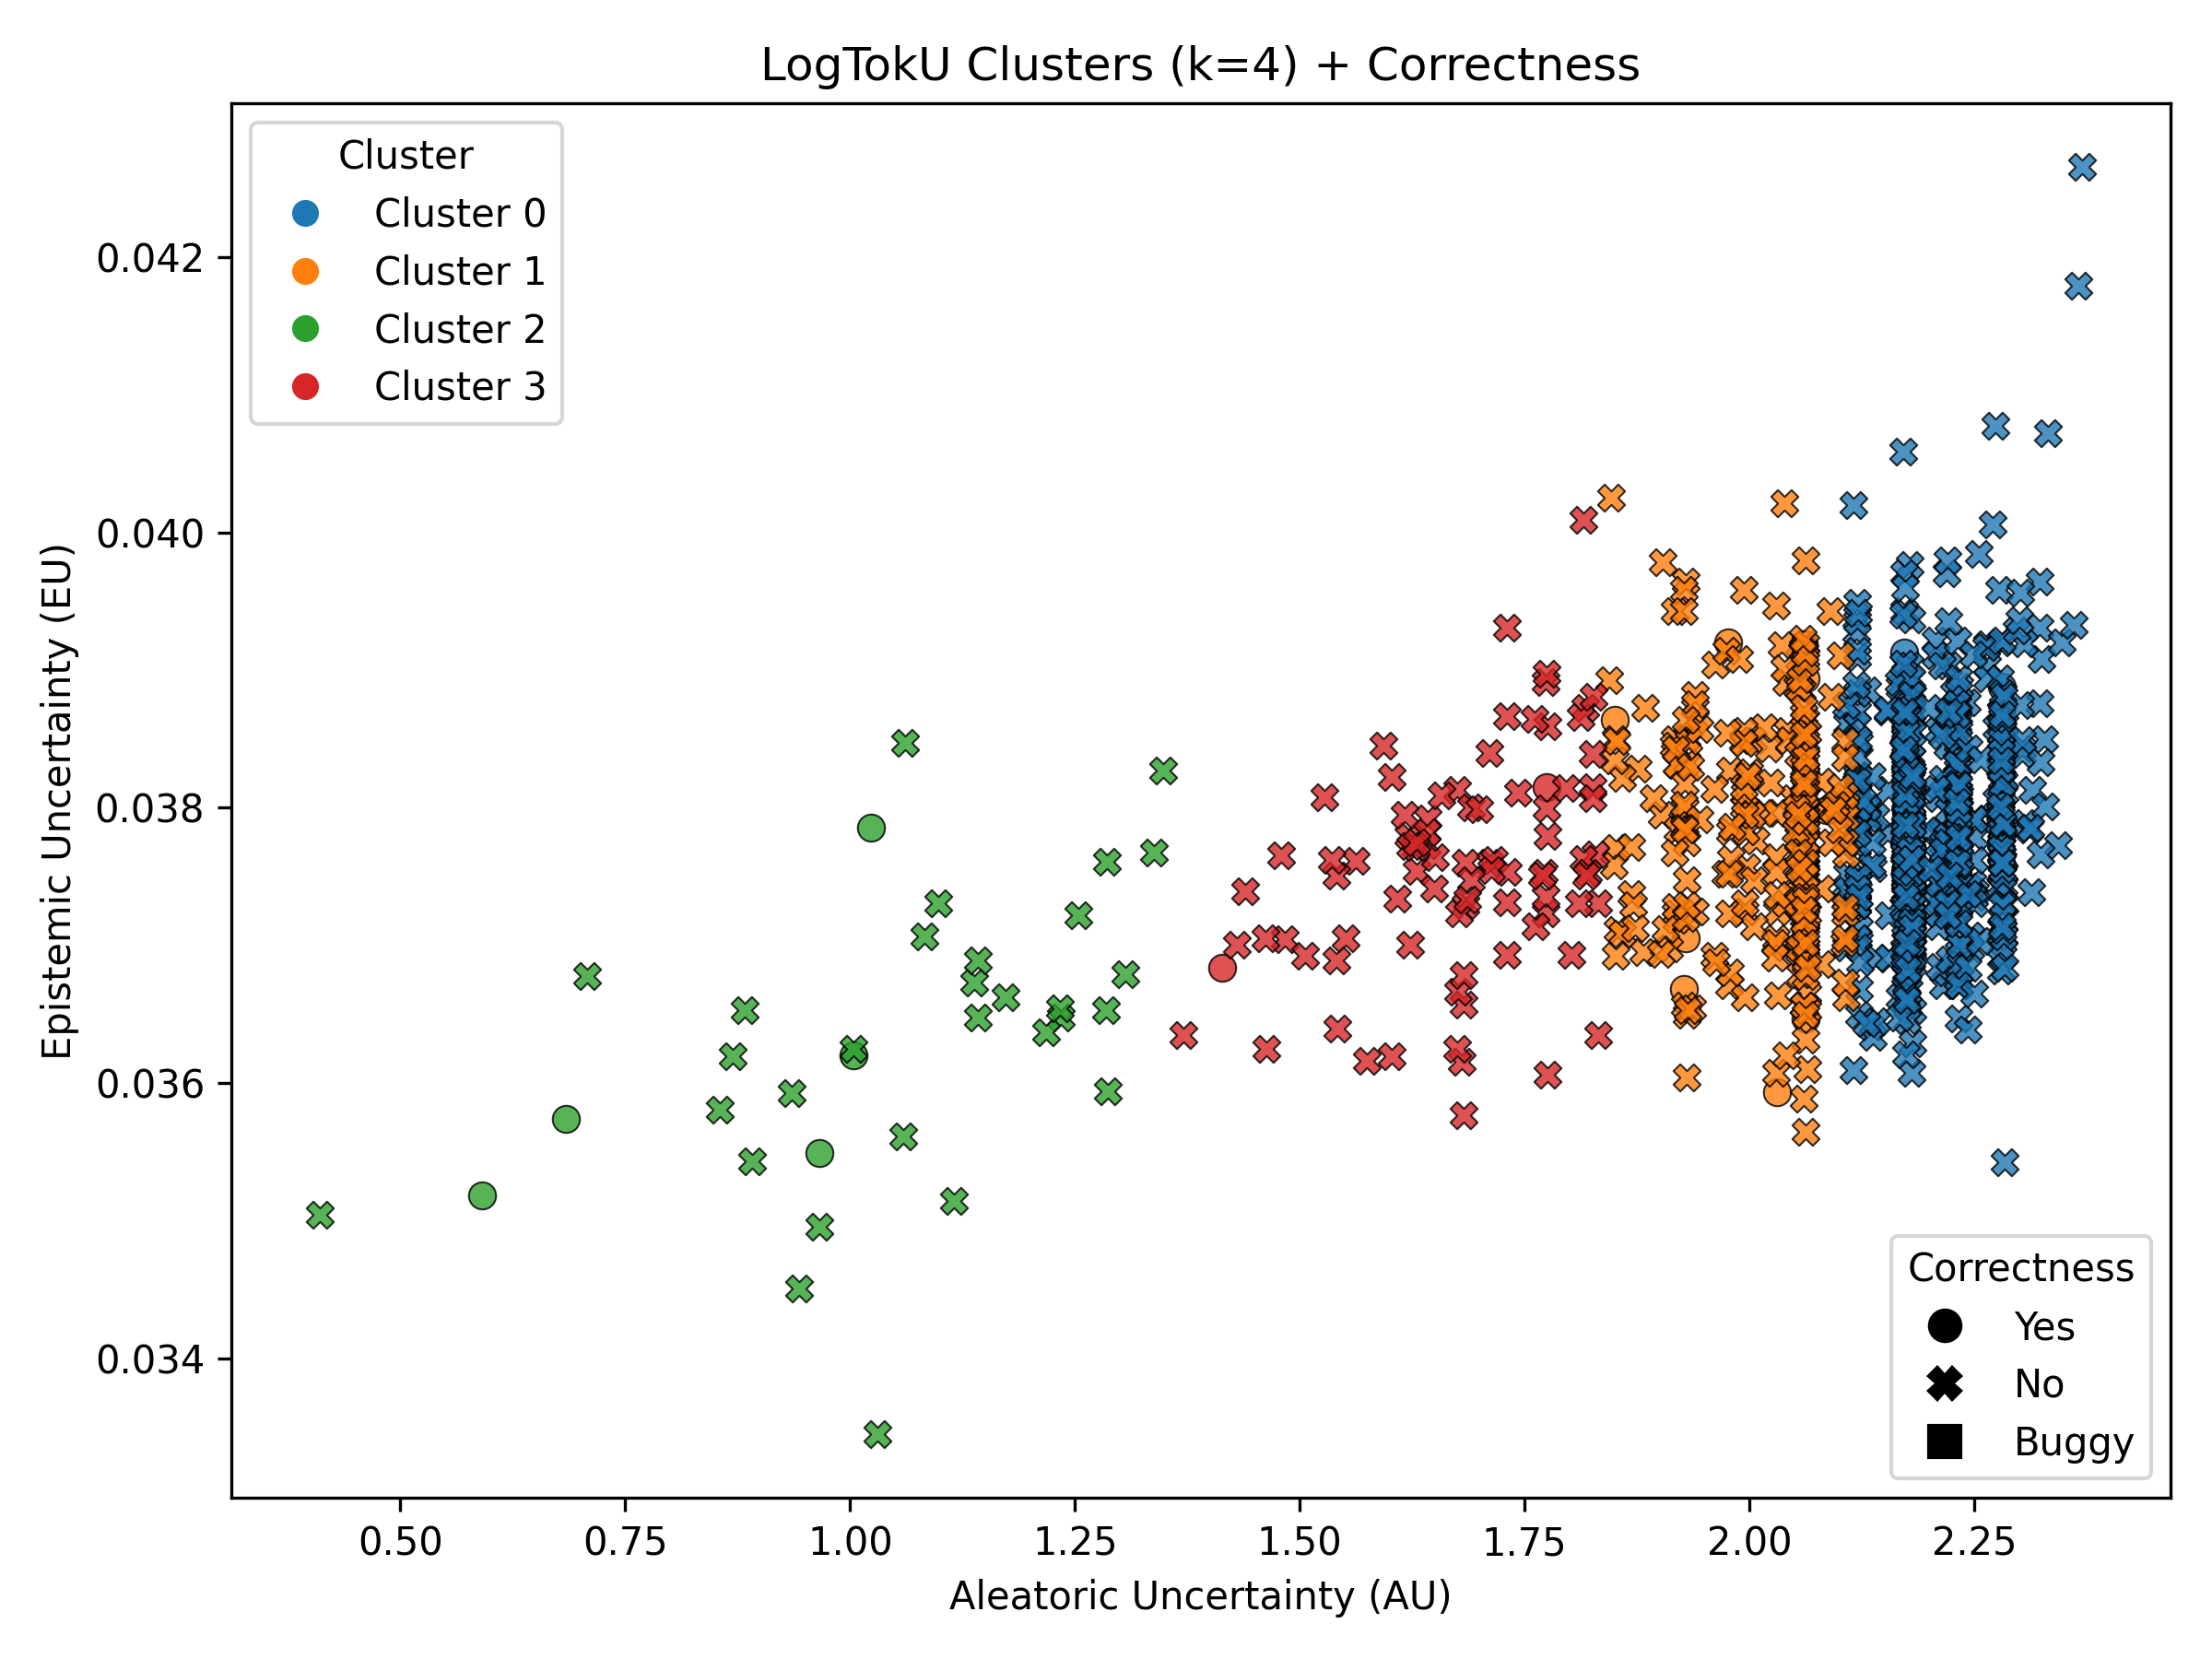 LogTokU Clusters (k=4) + Correctness
Cluster
Cluster 0
Cluster 1
Cluster 2
Cluster 3
0.042
0.040
0.038
0.036
0.034
Epistemic Uncertainty (EU)
Correctness
Yes
No
Buggy
0.50 0.75 1.00 1.25 1.50 1.75 2.00 2.25
Aleatoric Uncertainty (AU)